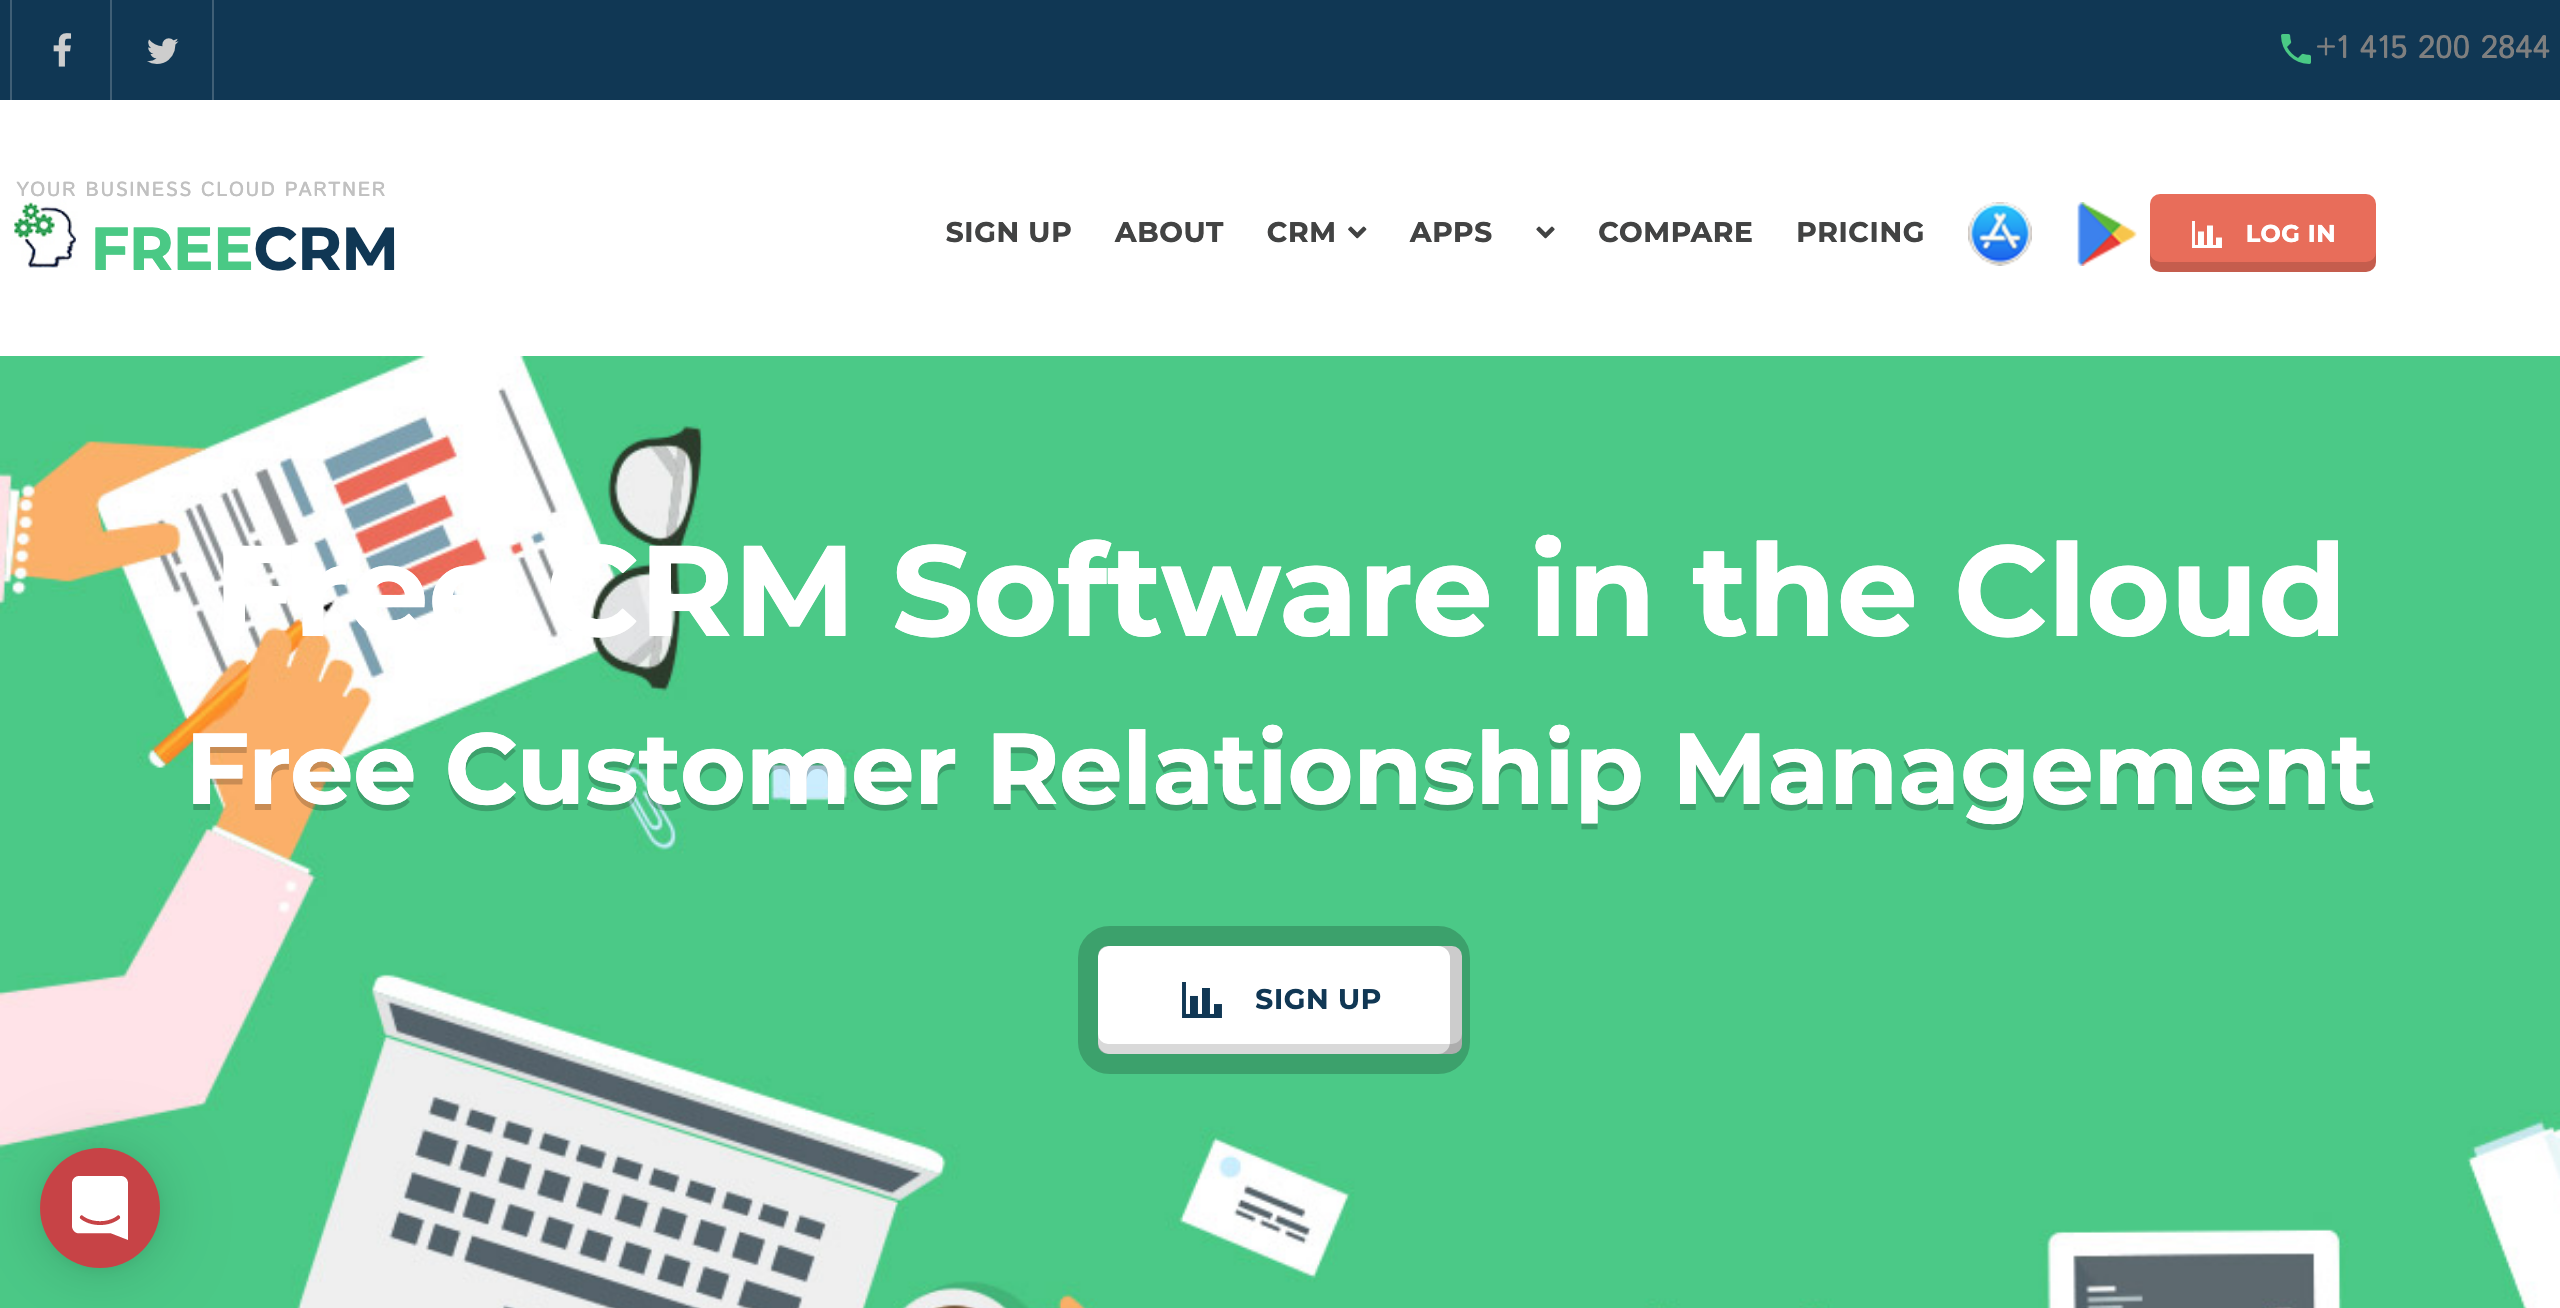 +1 415 200 2844
YOUR BUSINESS CLOUD PARTNER
FREECRM
SIGN UP ABOUT CRM APPS COMPARE PRICING LOG IN
Free CRM Software in the Cloud
Free Customer Relationship Management
SIGN UP